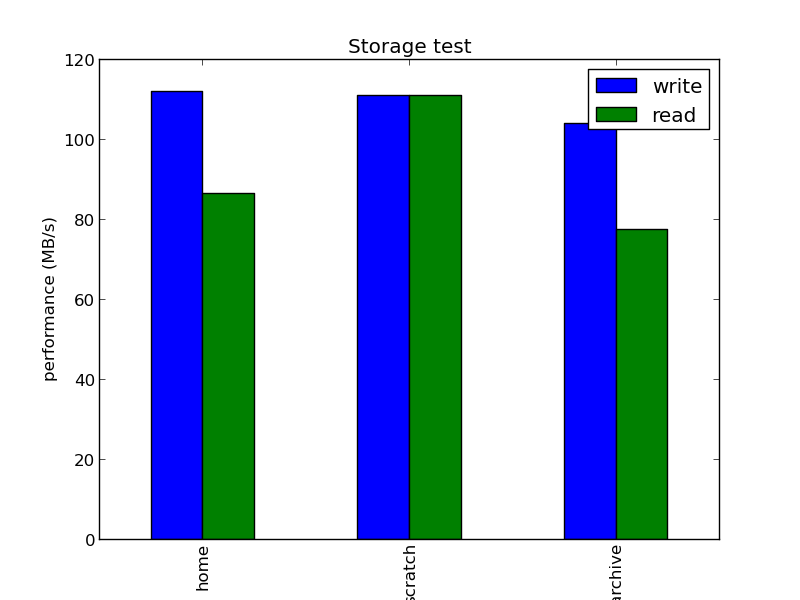 Storage test
120
100
80
60
40
20
0
performance (MB/s)
write
read
home
scratch
archive